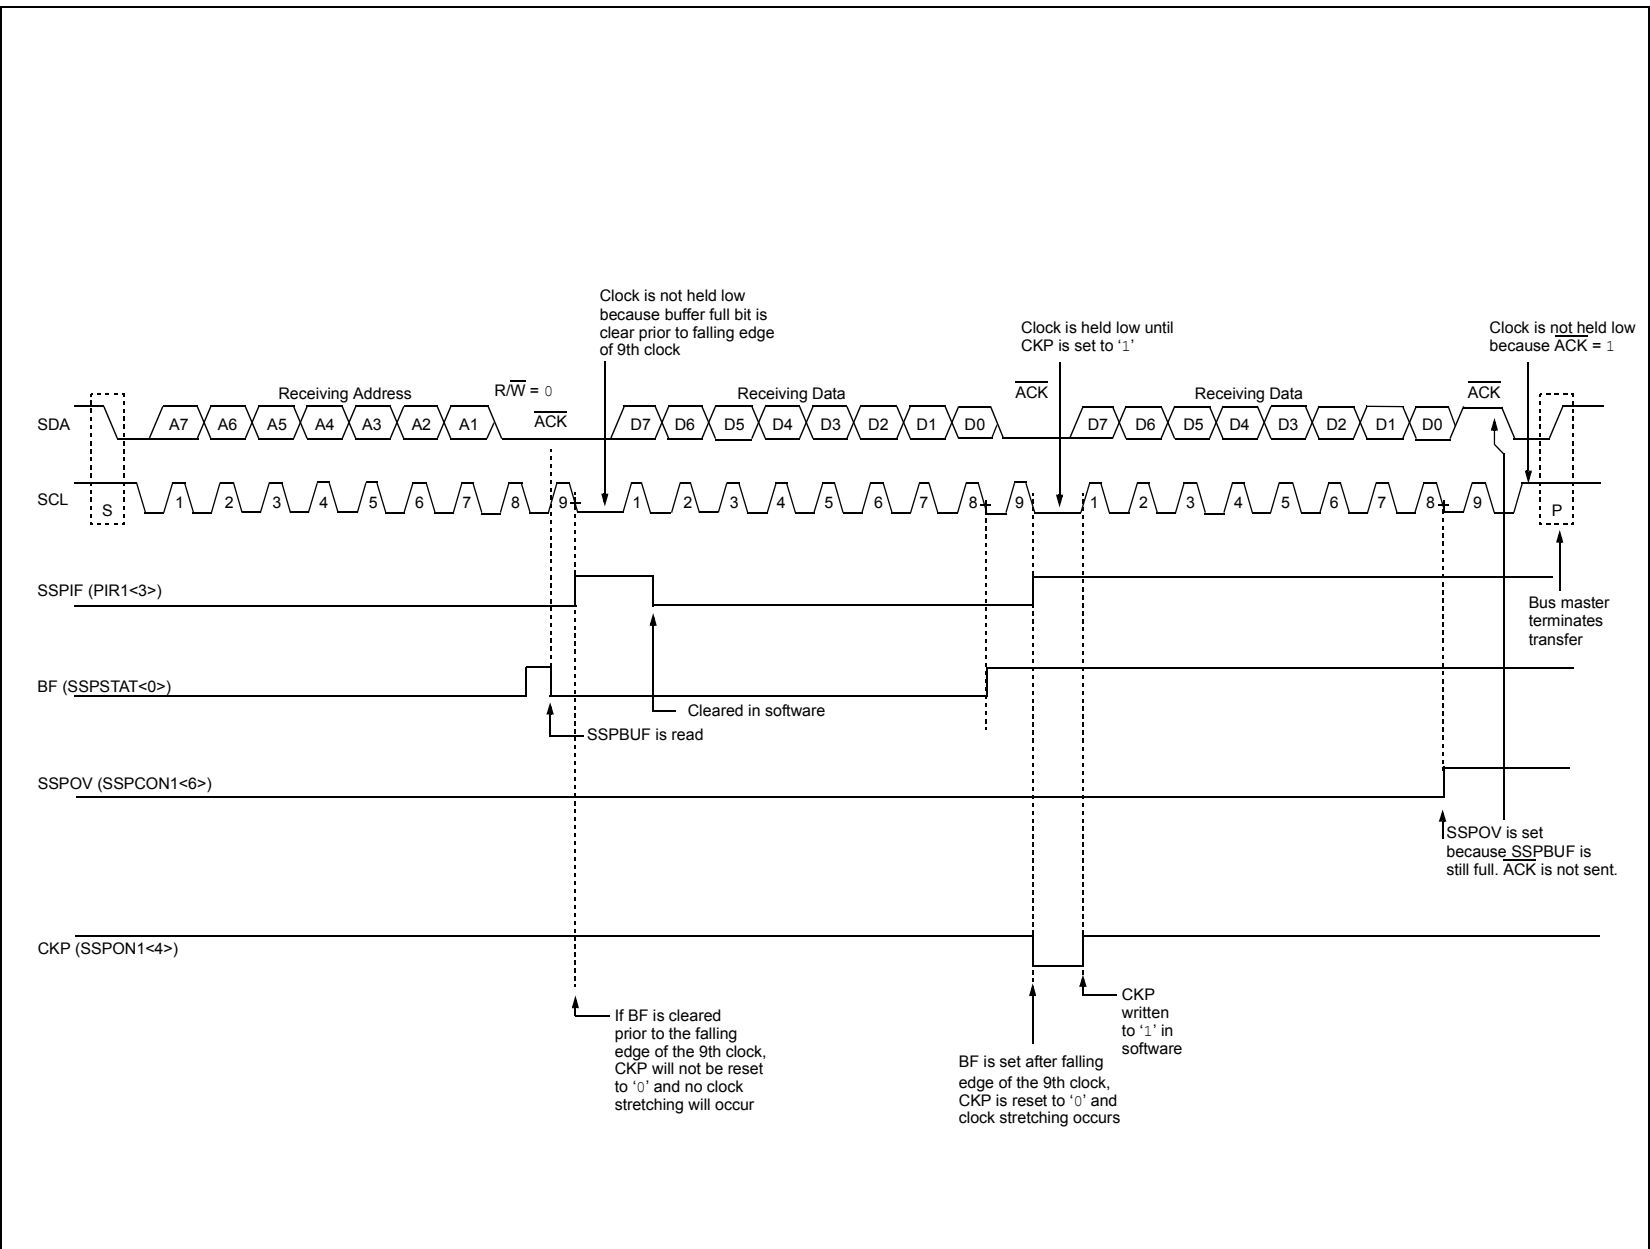 Clock is not held low
because buffer full bit is
clear prior to falling edge
of 9th clock
Clock is held low until
CKP is set to ‘1’
Clock is not held low
because A̅C̅K̅ = 1
Receiving Address
R/W̅ = 0
A̅C̅K̅
Receiving Data
A̅C̅K̅
Receiving Data
A̅C̅K̅
SDA
A7 A6 A5 A4 A3 A2 A1
D7 D6 D5 D4 D3 D2 D1 D0
D7 D6 D5 D4 D3 D2 D1 D0
SCL
S
1 2 3 4 5 6 7 8 9
1 2 3 4 5 6 7 8 9
1 2 3 4 5 6 7 8 9
P
SSPIF (PIR1<3>)
Bus master
terminates
transfer
BF (SSPSTAT<0>)
Cleared in software
SSPBUF is read
SSPOV (SSPCON1<6>)
SSPOV is set
because SSPBUF is
still full. A̅C̅K̅ is not sent.
CKP (SSPON1<4>)
If BF is cleared
prior to the falling
edge of the 9th clock,
CKP will not be reset
to ‘0’ and no clock
stretching will occur
BF is set after falling
edge of the 9th clock,
CKP is reset to ‘0’ and
clock stretching occurs
CKP
written
to ‘1’ in
software